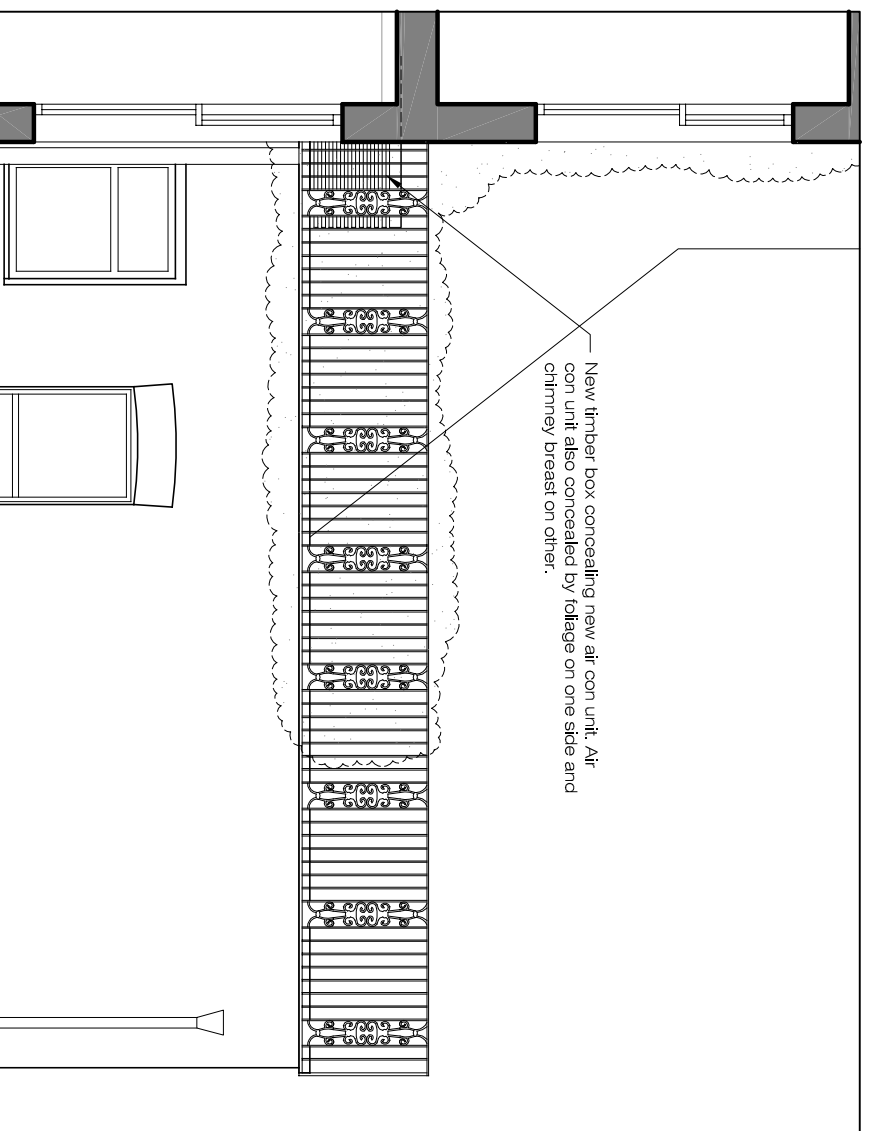 New timber box concealing new air con unit. Air
con unit also concealed by foliage on one side and
chimney breast on other.